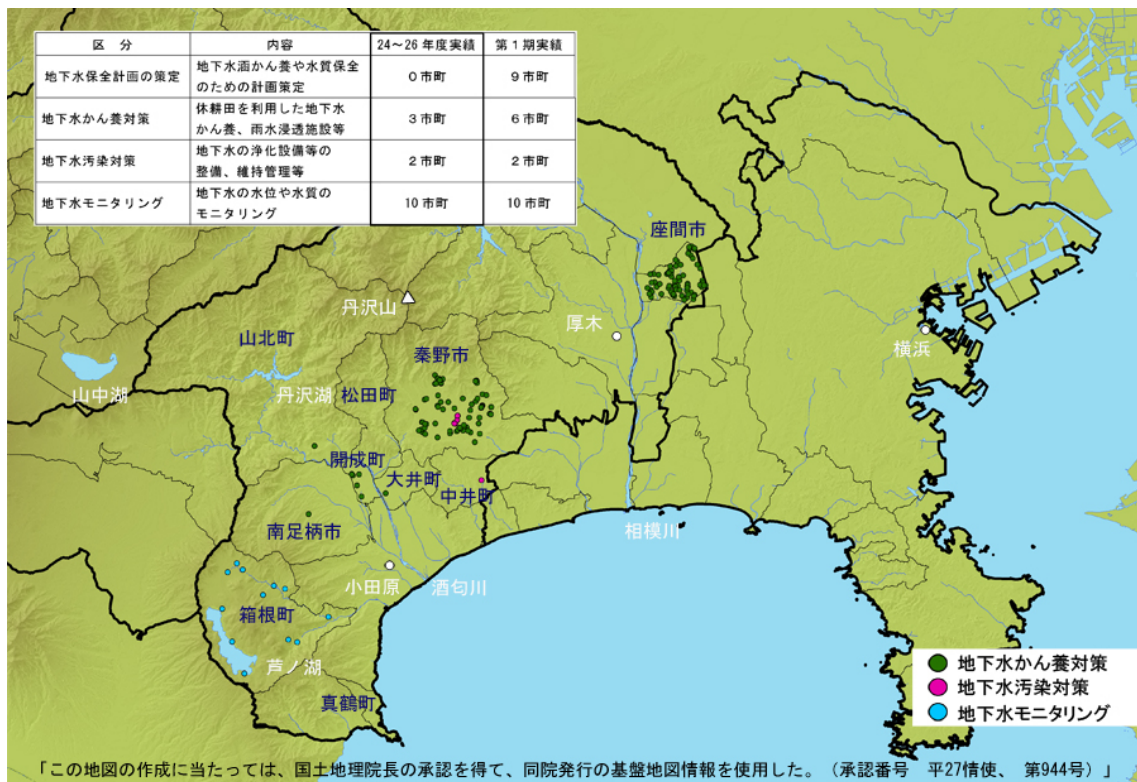 区　分 内容 24～26年度実績 第1期実績
地下水保全計画の策定 地下水涵かん養や水質保全 0市町 9市町
のための計画策定
地下水かん養対策 休耕田を利用した地下水 3市町 6市町
かん養、雨水浸透施設等
地下水汚染対策 地下水の浄化設備等の 2市町 2市町
整備、維持管理等
地下水モニタリング 地下水の水位や水質の 10市町 10市町
モニタリング
座間市
丹沢山
厚木
山北町
秦野市
横浜
山中湖
丹沢湖
松田町
開成町
大井町
中井町
南足柄市
相模川
小田原
酒匂川
箱根町
芦ノ湖
真鶴町
地下水かん養対策
地下水汚染対策
地下水モニタリング
「この地図の作成に当たっては、国土地理院長の承認を得て、同院発行の基盤地図情報を使用した。（承認番号　平27情使、　第944号）」